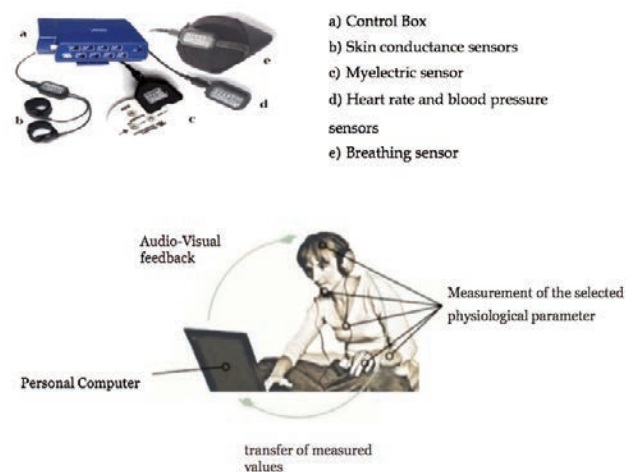 a
b
c
d
e
a) Control Box
b) Skin conductance sensors
c) Myelectric sensor
d) Heart rate and blood pressure
sensors
e) Breathing sensor
Audio-Visual
feedback
Measurement of the selected
physiological parameter
Personal Computer
transfer of measured
values